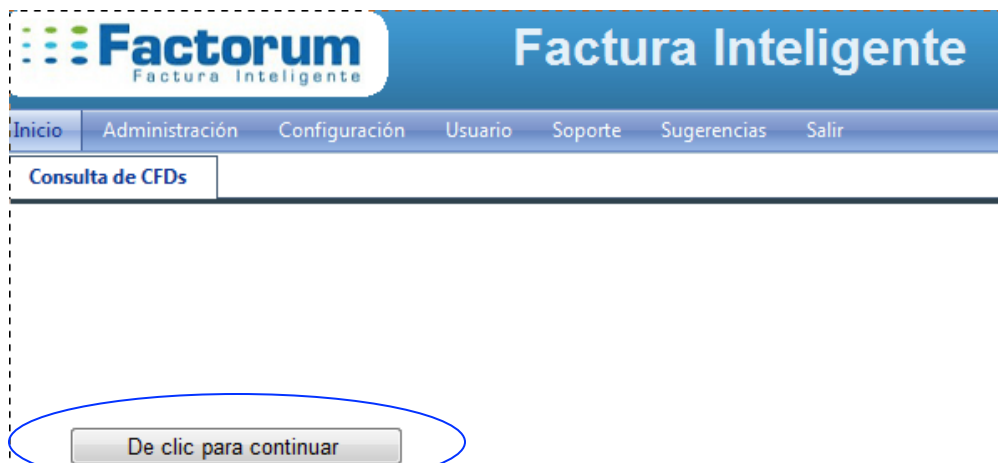 Factorum
Factura Inteligente
Factura Inteligente
Inicio Administración Configuración Usuario Soporte Sugerencias Salir
Consulta de CFDs
De clic para continuar